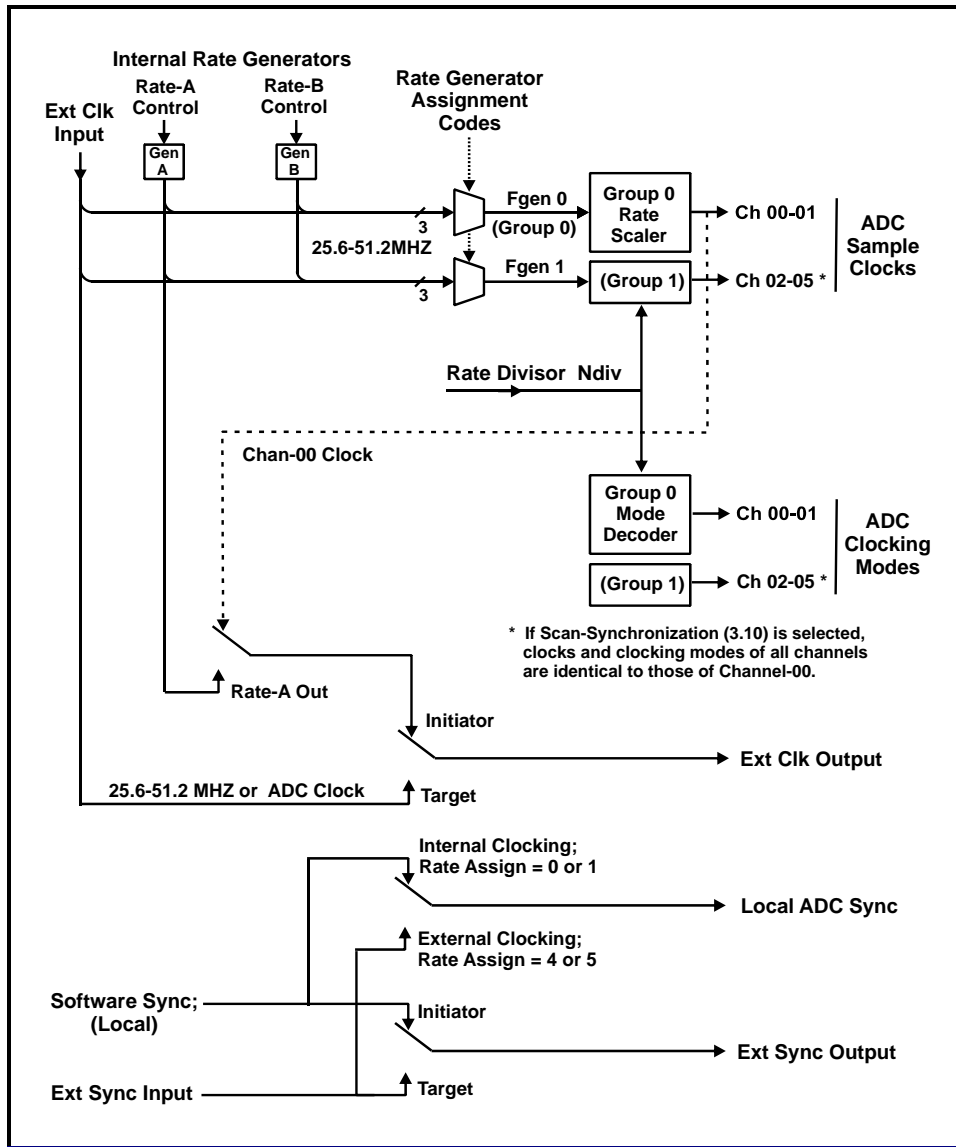 Internal Rate Generators
Rate-A
Control
Rate-B
Control
Rate Generator
Assignment
Codes
Ext Clk
Input
Gen
A
Gen
B
Fgen 0
(Group 0)
3
25.6-51.2MHZ
Group 0
Rate
Scaler
Ch 00-01
ADC
Sample
Clocks
Fgen 1
3
(Group 1)
Ch 02-05 *
Rate Divisor Ndiv
Chan-00 Clock
Group 0
Mode
Decoder
Ch 00-01
ADC
Clocking
Modes
(Group 1)
Ch 02-05 *
* If Scan-Synchronization (3.10) is selected,
clocks and clocking modes of all channels
are identical to those of Channel-00.
Rate-A Out
Initiator
Ext Clk Output
25.6-51.2 MHZ or ADC Clock
Target
Internal Clocking;
Rate Assign = 0 or 1
Local ADC Sync
External Clocking;
Rate Assign = 4 or 5
Software Sync;
(Local)
Initiator
Ext Sync Output
Ext Sync Input
Target